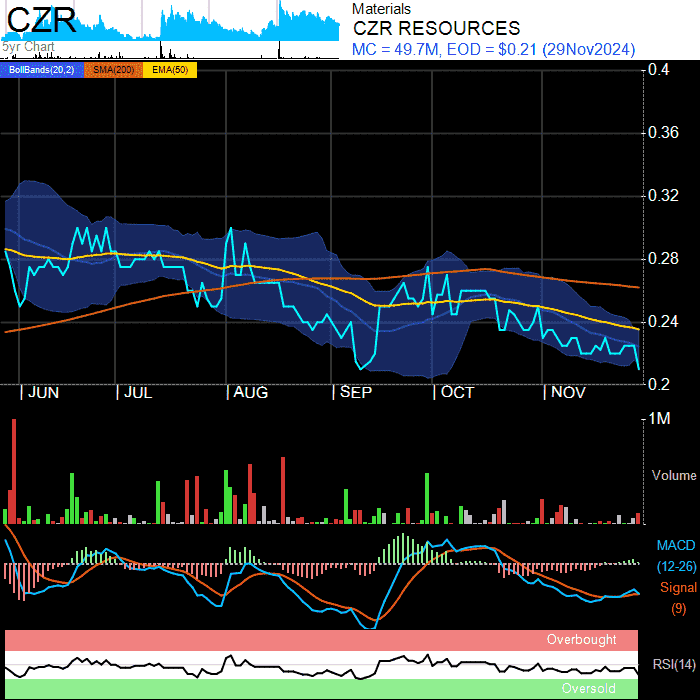 CZR
5yr Chart
Materials
CZR RESOURCES
MC = 49.7M, EOD = $0.21 (29Nov2024)
BollBands(20,2) SMA(200) EMA(50)
0.4
0.36
0.32
0.28
0.24
0.2
JUN JUL AUG SEP OCT NOV
1M
Volume
MACD
(12-26)
Signal
(9)
Overbought
RSI(14)
Oversold